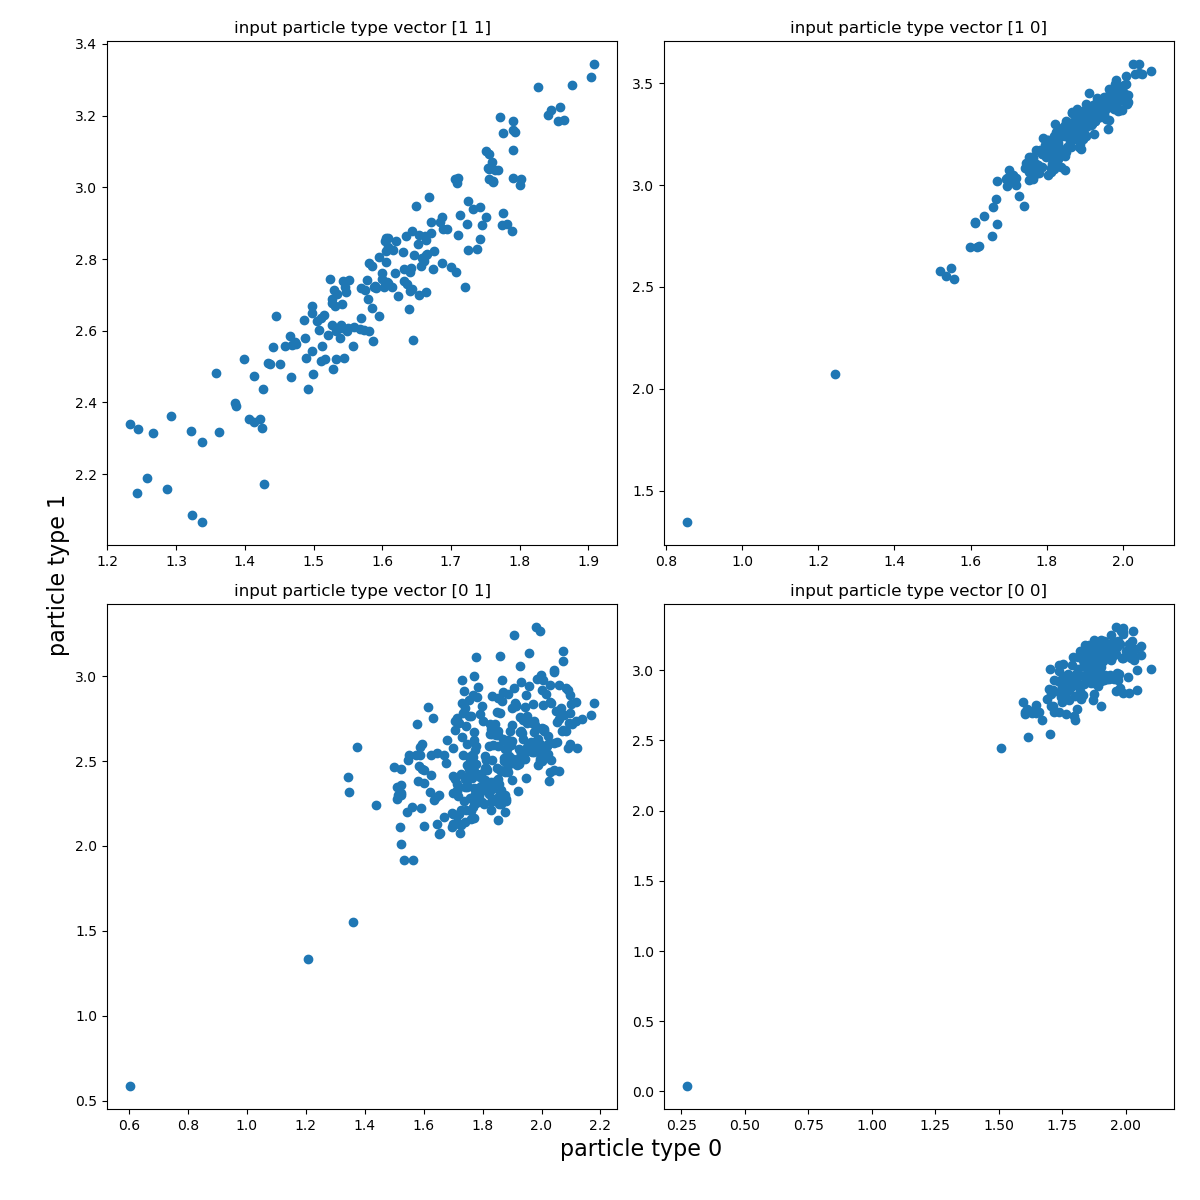 input particle type vector [1 1]
input particle type vector [1 0]
3.4
3.2
3.0
2.8
2.6
2.4
2.2
3.5
3.0
2.5
2.0
1.5
1.2 1.3 1.4 1.5 1.6 1.7 1.8 1.9
0.8 1.0 1.2 1.4 1.6 1.8 2.0
particle type 1
input particle type vector [0 1]
input particle type vector [0 0]
3.0
2.5
2.0
1.5
1.0
0.5
3.0
2.5
2.0
1.5
1.0
0.5
0.0
0.6 0.8 1.0 1.2 1.4 1.6 1.8 2.0 2.2
0.25 0.50 0.75 1.00 1.25 1.50 1.75 2.00
particle type 0